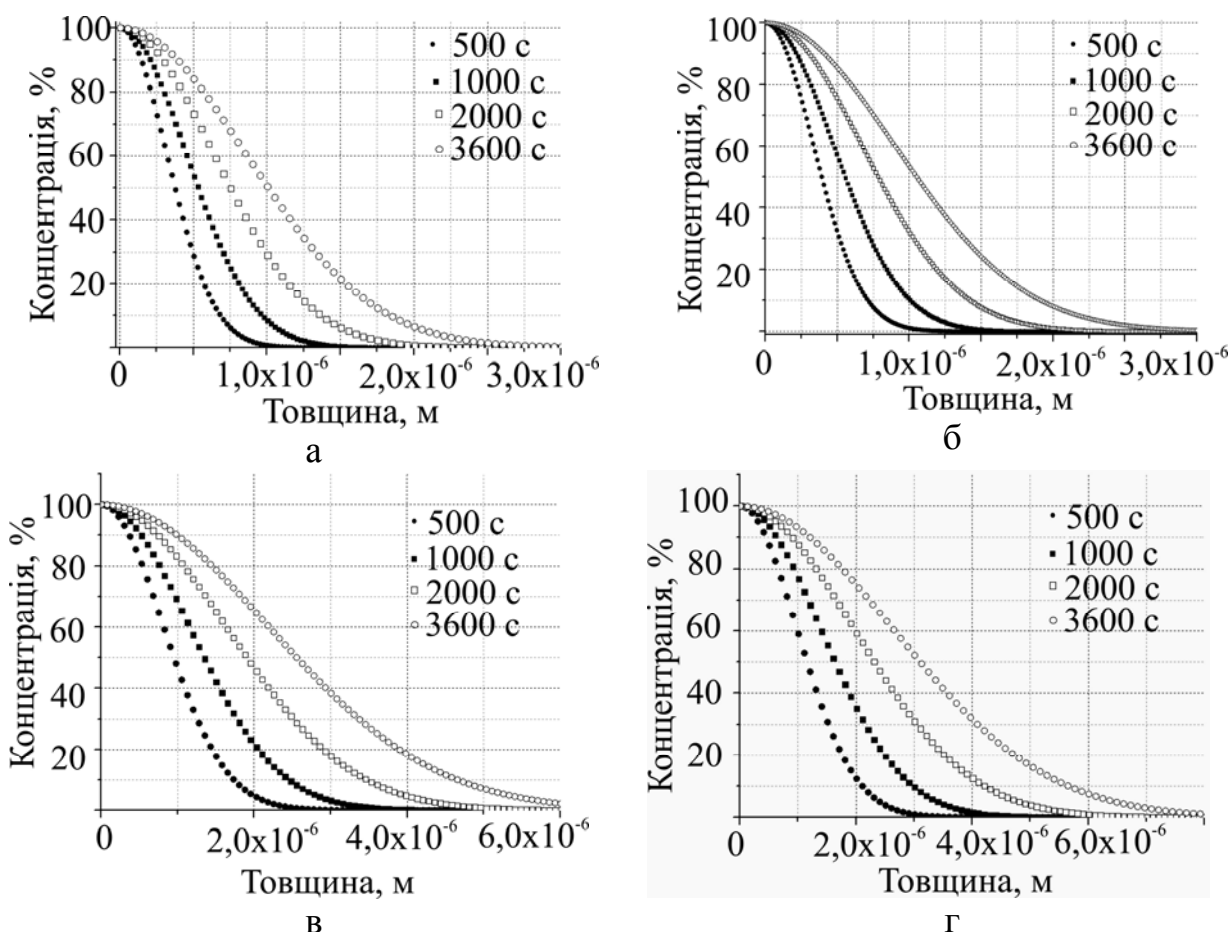 Концентрація, %
100
80
60
40
20
500 с
1000 с
2000 с
3600 с
0
1,0x10⁻⁶
2,0x10⁻⁶
3,0x10⁻⁶
Товщина, м
а
Концентрація, %
100
80
60
40
20
500 с
1000 с
2000 с
3600 с
0
1,0x10⁻⁶
2,0x10⁻⁶
3,0x10⁻⁶
Товщина, м
б
Концентрація, %
100
80
60
40
20
500 с
1000 с
2000 с
3600 с
0
2,0x10⁻⁶
4,0x10⁻⁶
6,0x10⁻⁶
Товщина, м
в
Концентрація, %
100
80
60
40
20
500 с
1000 с
2000 с
3600 с
0
2,0x10⁻⁶
4,0x10⁻⁶
6,0x10⁻⁶
Товщина, м
г